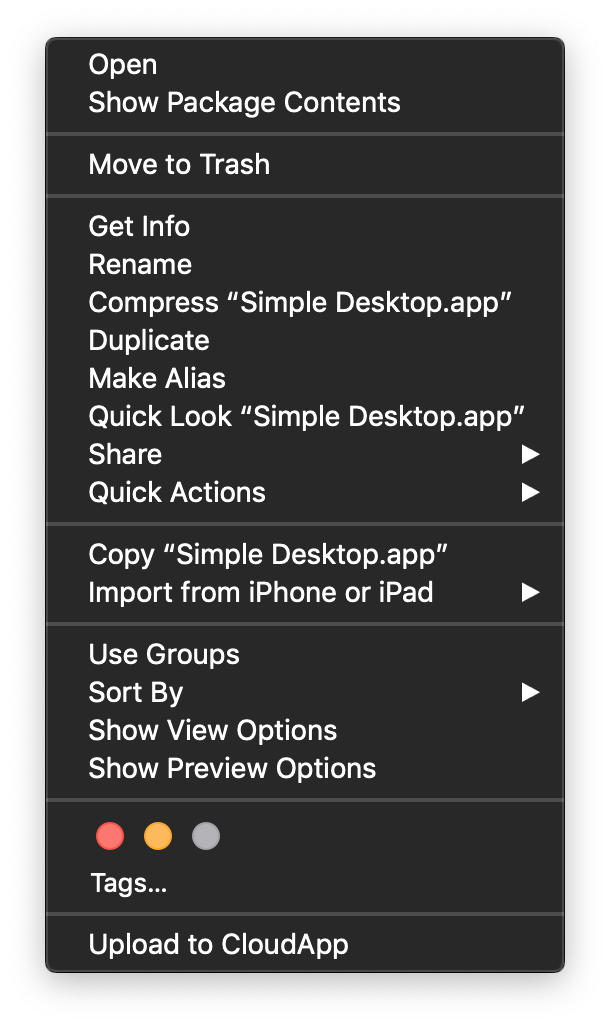 Open
Show Package Contents
Move to Trash
Get Info
Rename
Compress “Simple Desktop.app”
Duplicate
Make Alias
Quick Look “Simple Desktop.app”
Share
Quick Actions
Copy “Simple Desktop.app”
Import from iPhone or iPad
Use Groups
Sort By
Show View Options
Show Preview Options
Tags...
Upload to CloudApp